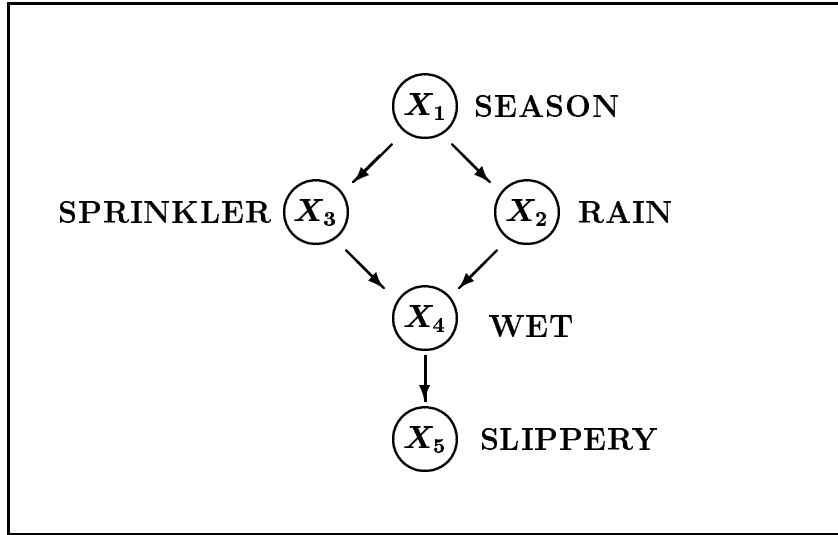 X₁ SEASON
SPRINKLER X₃ X₂ RAIN
X₄ WET
X₅ SLIPPERY